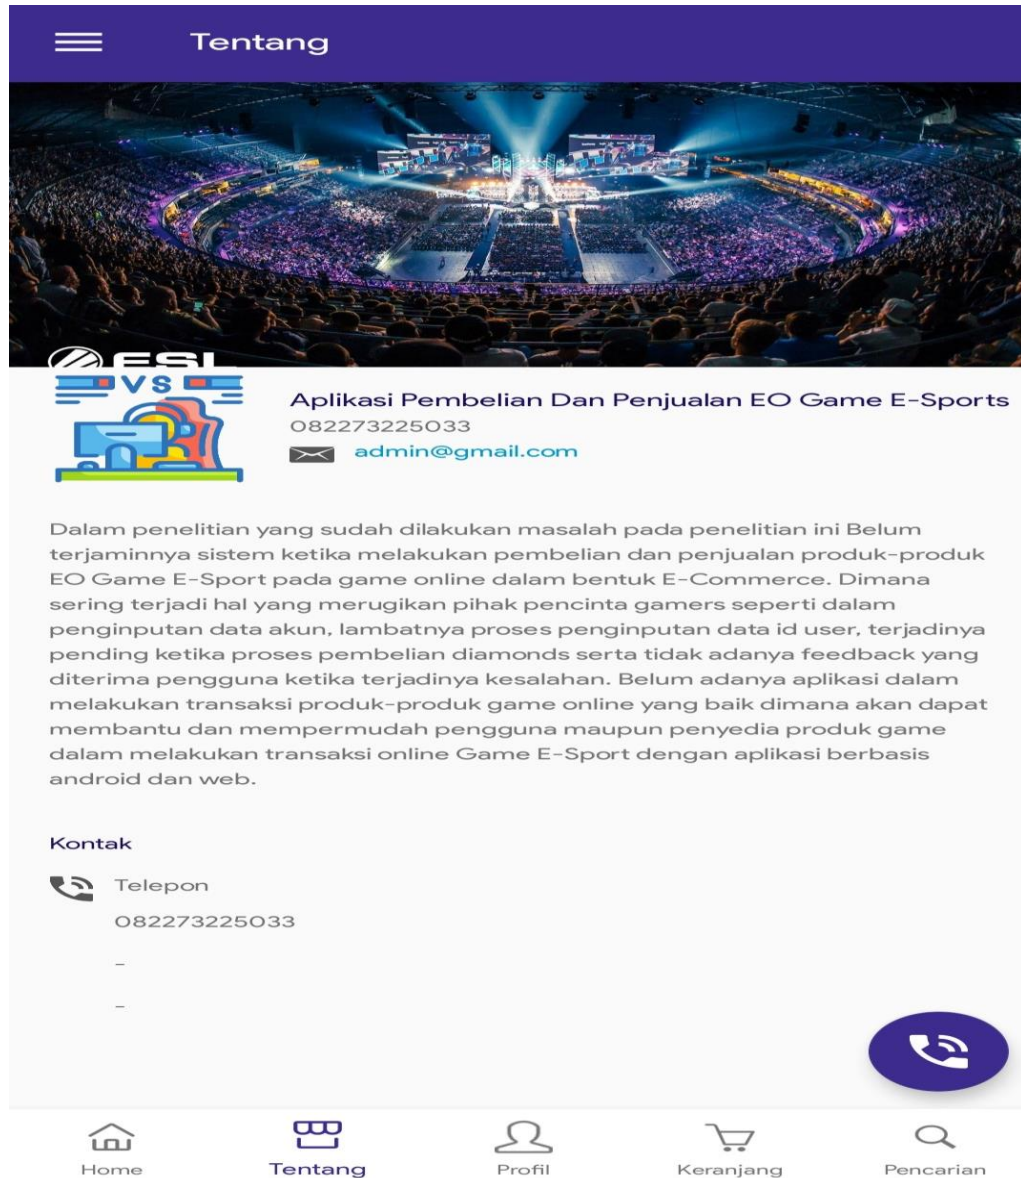 Tentang
ESL
VS
Aplikasi Pembelian Dan Penjualan EO Game E-Sports
082273225033
admin@gmail.com
Dalam penelitian yang sudah dilakukan masalah pada penelitian ini Belum
terjaminnya sistem ketika melakukan pembelian dan penjualan produk-produk
EO Game E-Sport pada game online dalam bentuk E-Commerce. Dimana
sering terjadi hal yang merugikan pihak pencinta gamers seperti dalam
penginputan data akun, lambatnya proses penginputan data id user, terjadinya
pending ketika proses pembelian diamonds serta tidak adanya feedback yang
diterima pengguna ketika terjadinya kesalahan. Belum adanya aplikasi dalam
melakukan transaksi produk-produk game online yang baik dimana akan dapat
membantu dan mempermudah pengguna maupun penyedia produk game
dalam melakukan transaksi online Game E-Sport dengan aplikasi berbasis
android dan web.
Kontak
Telepon
082273225033
-
-
Home
Tentang
Profil
Keranjang
Pencarian